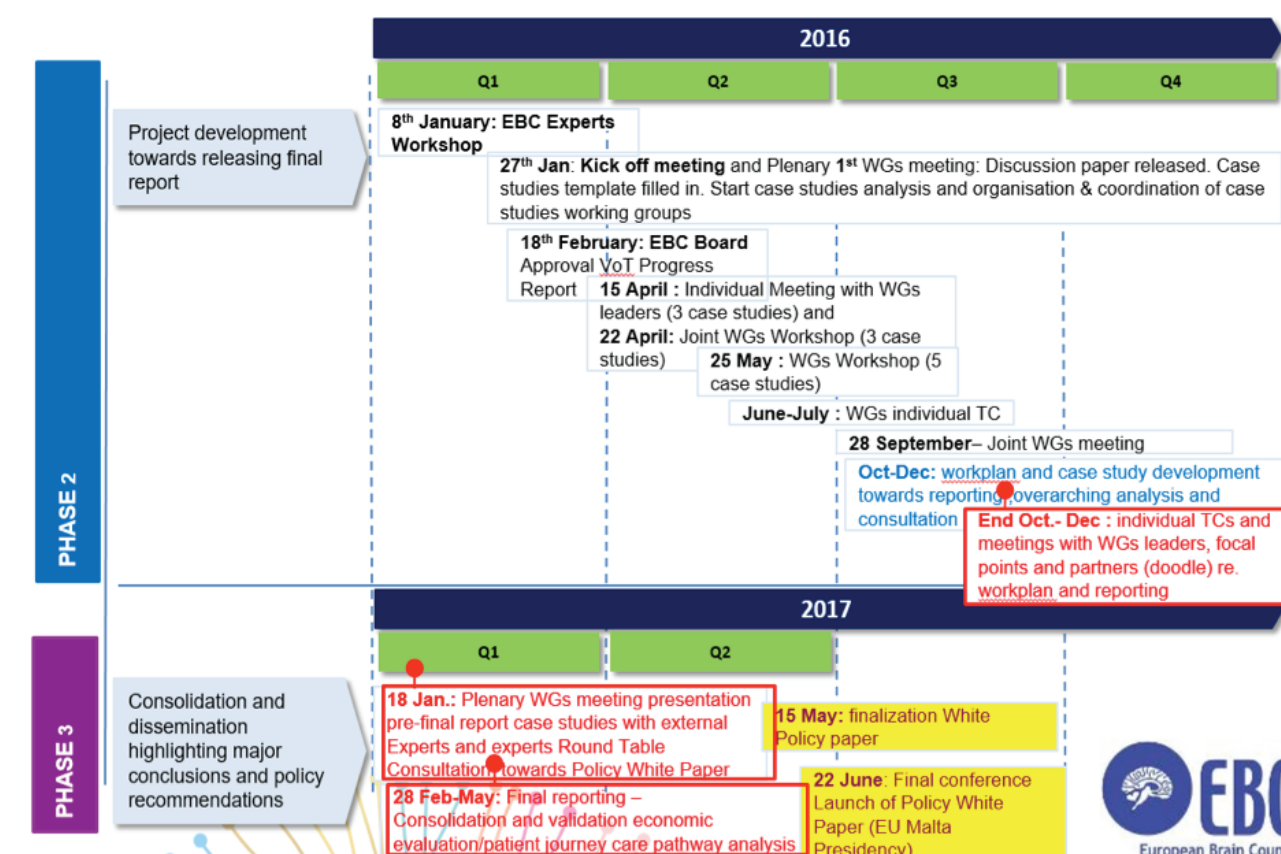 2016
Q1
Q2
Q3
Q4
PHASE 2
Project development
towards releasing final
report
8th January: EBC Experts
Workshop
27th Jan: Kick off meeting and Plenary 1st WGs meeting: Discussion paper released. Case
studies template filled in. Start case studies analysis and organisation & coordination of case
studies working groups
18th February: EBC Board
Approval VoT Progress
Report
15 April : Individual Meeting with WGs
leaders (3 case studies) and
22 April: Joint WGs Workshop (3 case
studies)
25 May : WGs Workshop (5
case studies)
June-July : WGs individual TC
28 September– Joint WGs meeting
Oct-Dec: workplan and case study development
towards reporting, overarching analysis and
consultation
End Oct.- Dec : individual TCs and
meetings with WGs leaders, focal
points and partners (doodle) re.
workplan and reporting
2017
Q1
Q2
PHASE 3
Consolidation and
dissemination
highlighting major
conclusions and policy
recommendations
18 Jan.: Plenary WGs meeting presentation
pre-final report case studies with external
Experts and experts Round Table
Consultation towards Policy White Paper
28 Feb-May: Final reporting –
Consolidation and validation economic
evaluation/patient journey care pathway analysis
15 May: finalization White
Policy paper
22 June: Final conference
Launch of Policy White
Paper (EU Malta
Presidency)
EBC
European Brain Coun